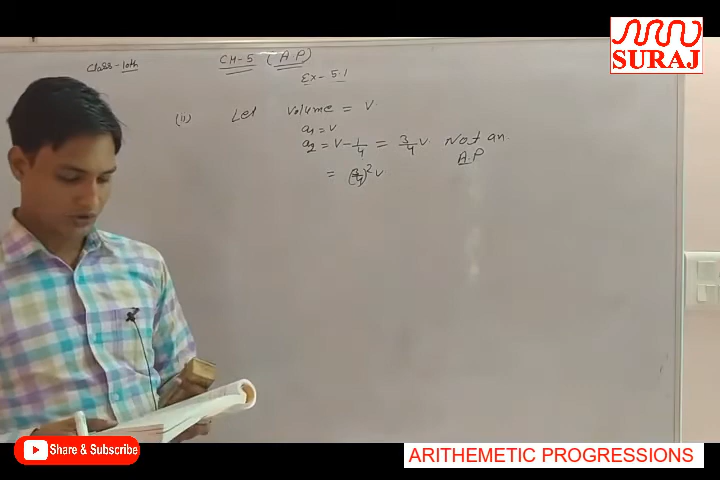 SURAJ
Class-10th
CH-5 (A.P)
Ex-5.1
(ii) Let Volume = V.
a1 = V
a2 = V - 1/4 = 3/4 V. Not an
A.P
= (3/4)² V
Share & Subscribe
ARITHEMETIC PROGRESSIONS